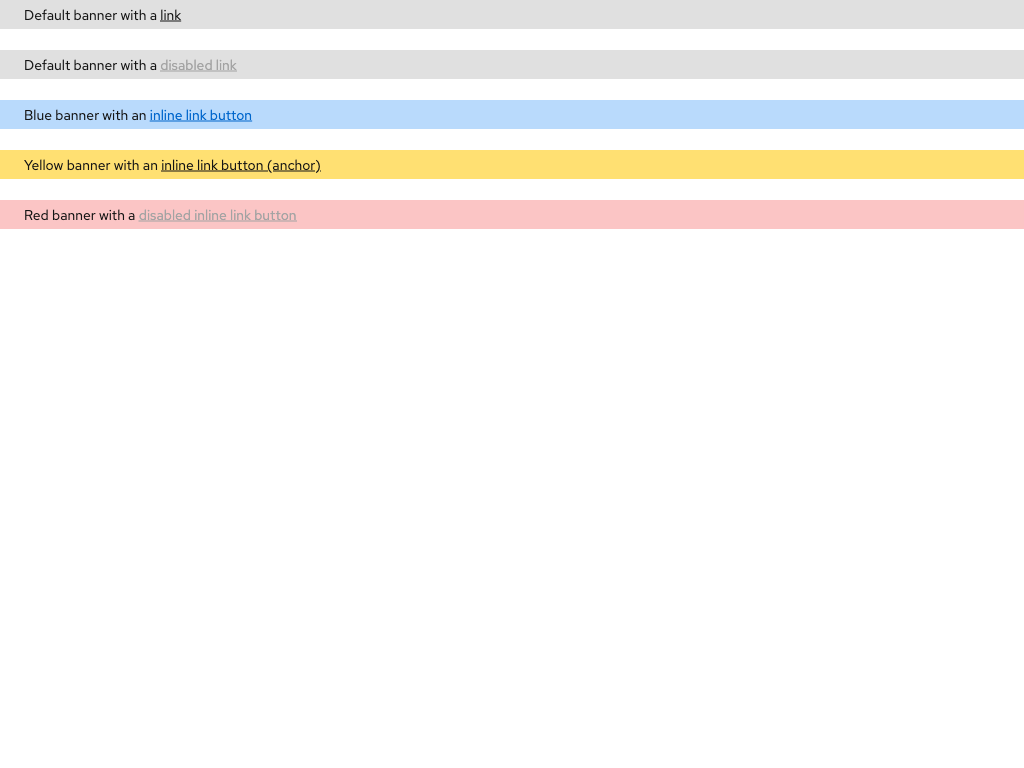 Default banner with a link
Default banner with a disabled link
Blue banner with an inline link button
Yellow banner with an inline link button (anchor)
Red banner with a disabled inline link button